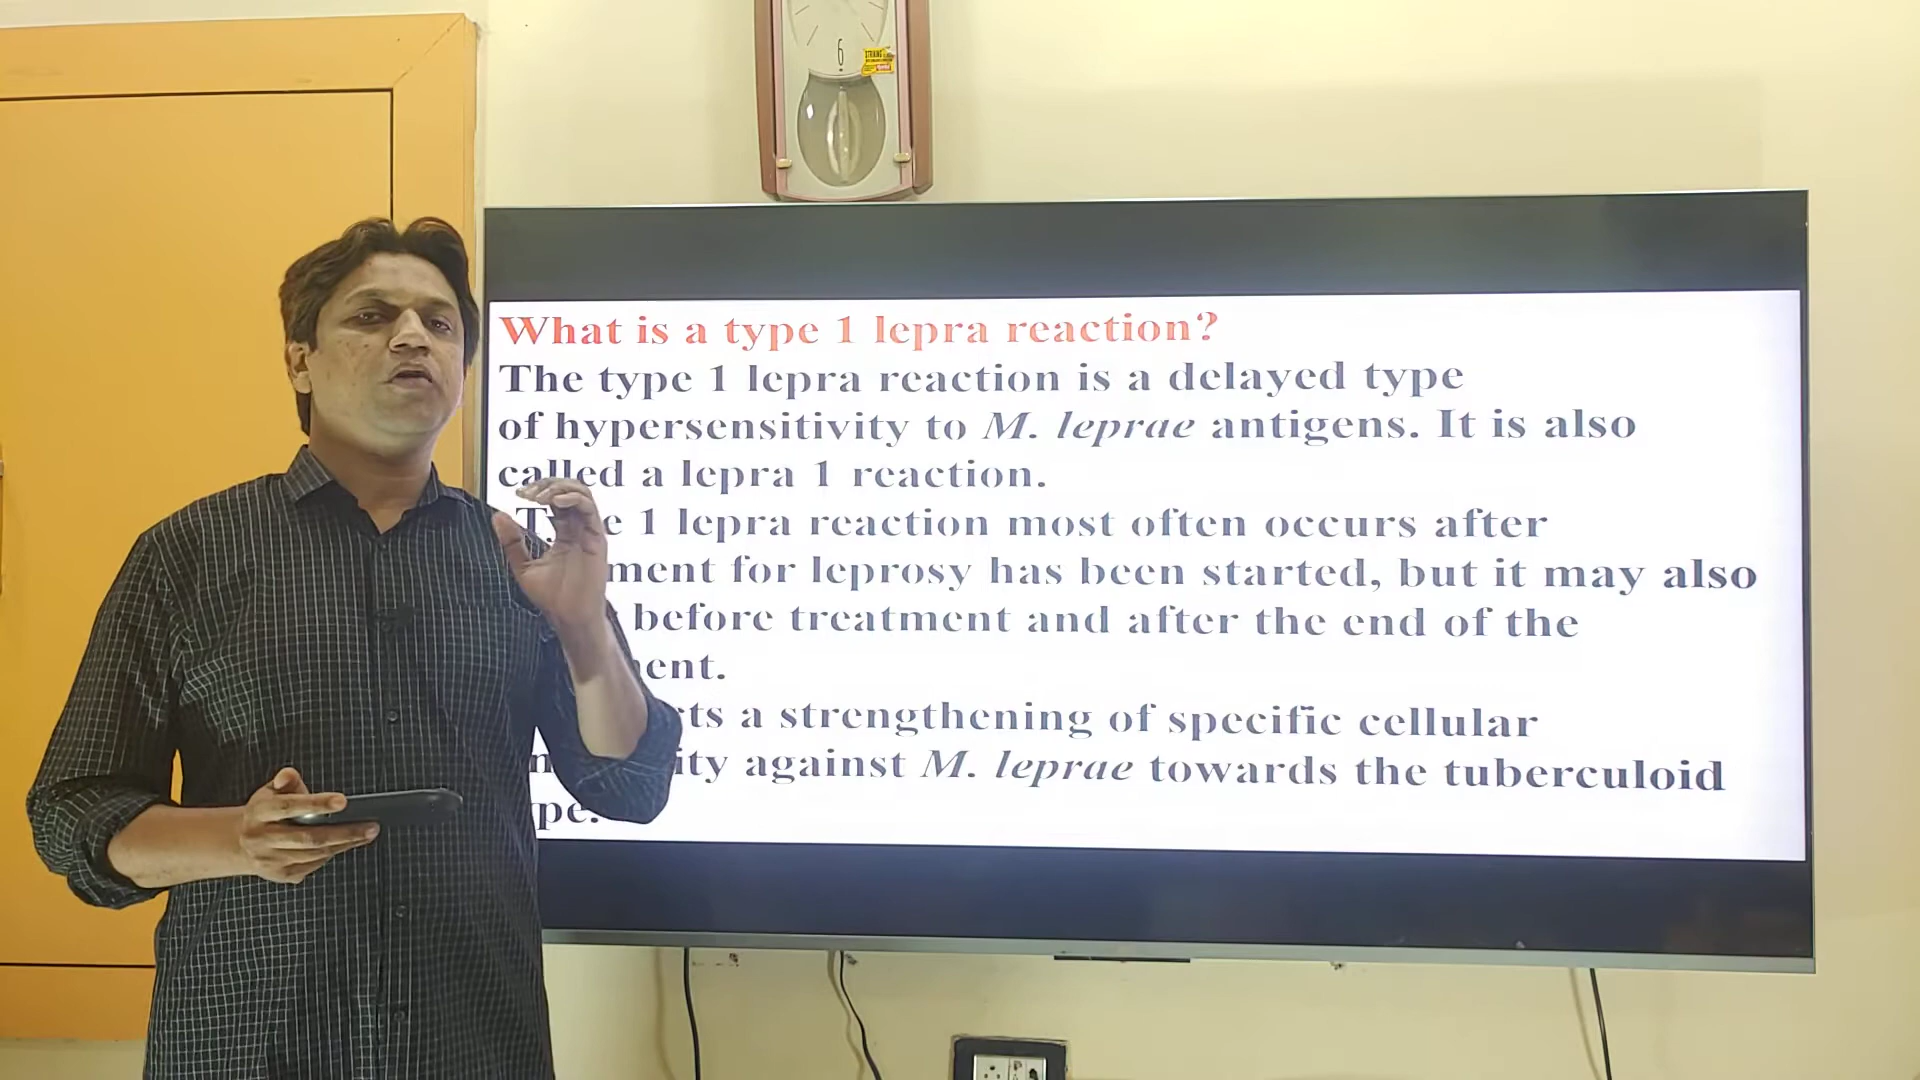 6
STRIKING
What is a type 1 lepra reaction?
The type 1 lepra reaction is a delayed type
of hypersensitivity to M. leprae antigens. It is also
called a lepra 1 reaction.
1 lepra reaction most often occurs after
ment for leprosy has been started, but it may also
before treatment and after the end of the
ent.
cts a strengthening of specific cellular
ity against M. leprae towards the tuberculoid
pe.